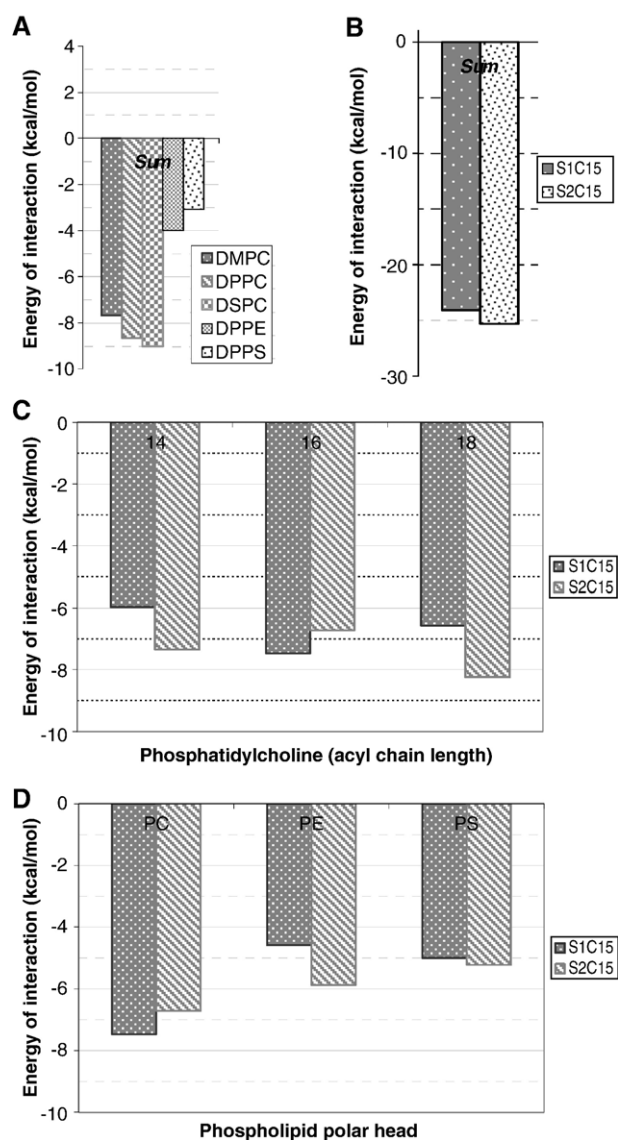 A
Energy of interaction (kcal/mol)
4
2
0
-2
-4
-6
-8
-10
Sum
DMPC
DPPC
DSPC
DPPE
DPPS
B
Energy of interaction (kcal/mol)
0
-10
-20
-30
Sum
S1C15
S2C15
C
Energy of interaction (kcal/mol)
0
-2
-4
-6
-8
-10
14 16 18
S1C15
S2C15
Phosphatidylcholine (acyl chain length)
D
Energy of interaction (kcal/mol)
0
-2
-4
-6
-8
-10
PC PE PS
S1C15
S2C15
Phospholipid polar head